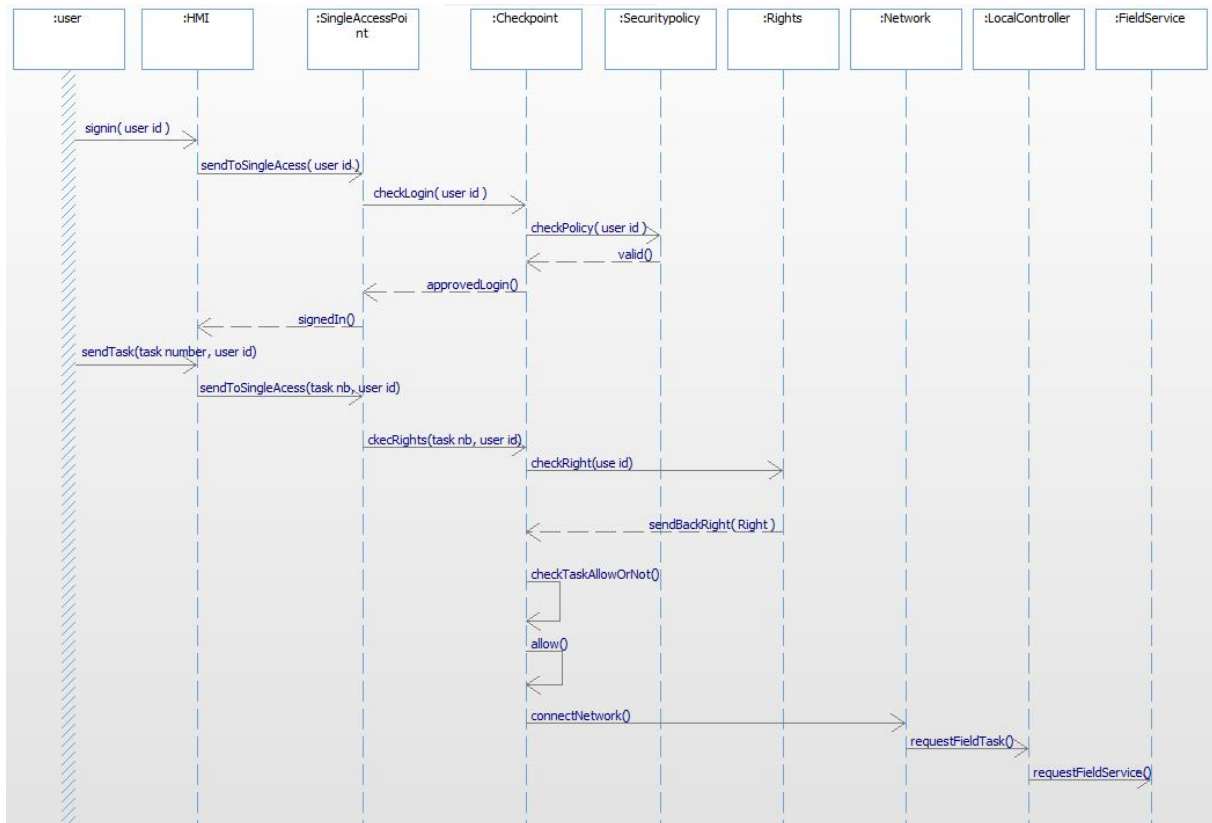 :user
:HMI
:SingleAccessPoi
nt
:Checkpoint
:Securitypolicy
:Rights
:Network
:LocalController
:FieldService
signin( user id )
sendToSingleAcess( user id )
checkLogin( user id )
checkPolicy( user id )
valid()
approvedLogin()
signedIn()
sendTask(task number, user id)
sendToSingleAcess(task nb, user id)
ckecRights(task nb, user id)
checkRight(use id)
sendBackRight( Right )
checkTaskAllowOrNot()
allow()
connectNetwork()
requestFieldTask()
requestFieldService()